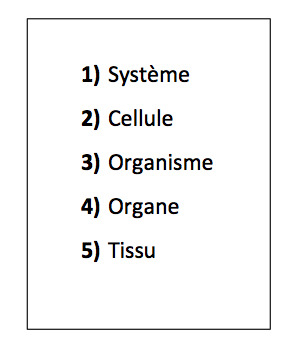 1) Système
2) Cellule
3) Organisme
4) Organe
5) Tissu